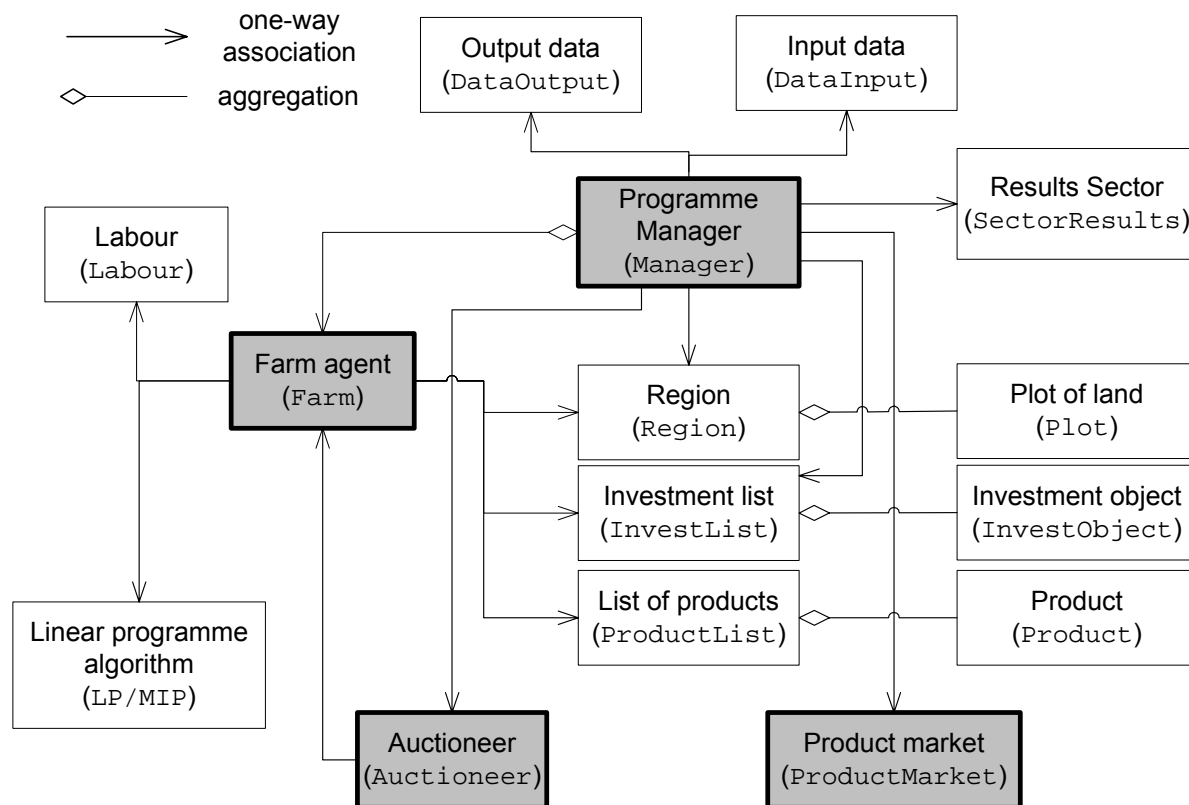 one-way
association
aggregation
Output data
(DataOutput)
Input data
(DataInput)
Programme
Manager
(Manager)
Results Sector
(SectorResults)
Labour
(Labour)
Farm agent
(Farm)
Region
(Region)
Plot of land
(Plot)
Investment list
(InvestList)
Investment object
(InvestObject)
List of products
(ProductList)
Product
(Product)
Linear programme
algorithm
(LP/MIP)
Auctioneer
(Auctioneer)
Product market
(ProductMarket)